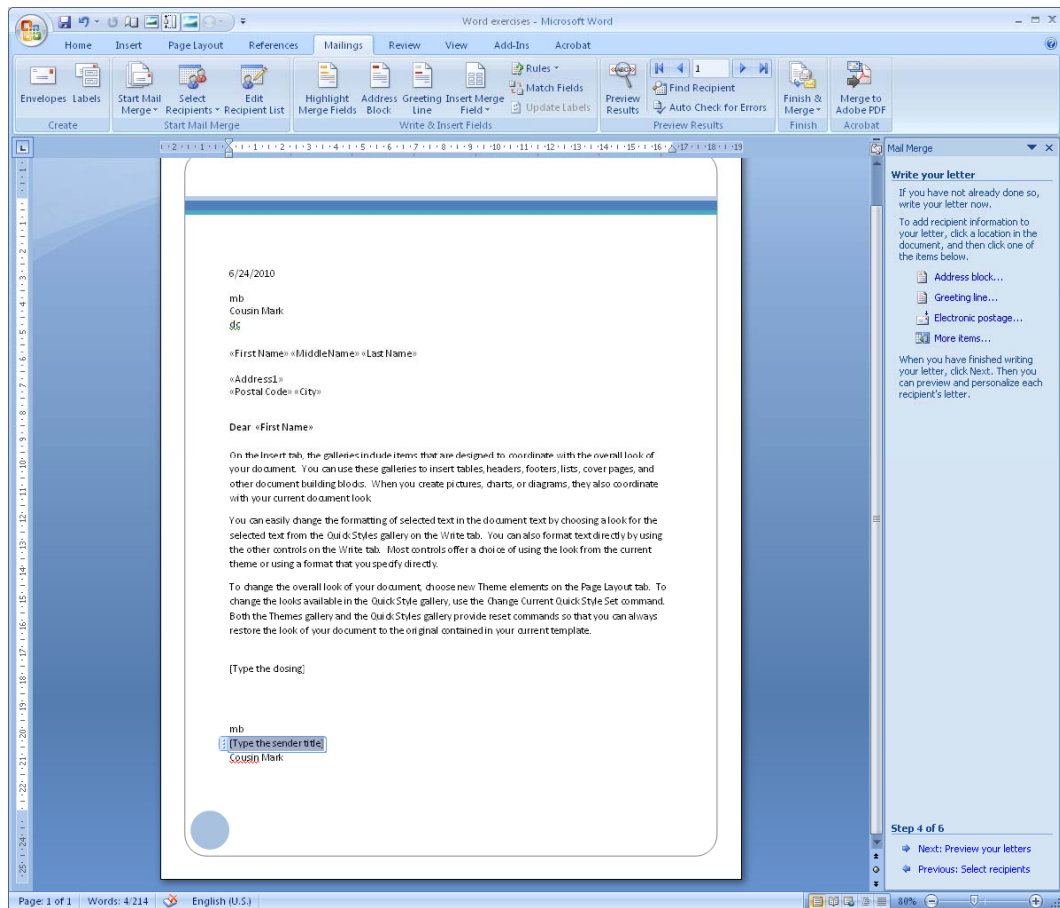 Word exercises - Microsoft Word
Home Insert Page Layout References Mailings Review View Add-Ins Acrobat
Envelopes Labels
Create
Start Mail Merge Select Recipients Edit Recipient List
Start Mail Merge
Highlight Merge Fields Address Block Greeting Line Insert Merge Field
Rules
Match Fields
Update Labels
Write & Insert Fields
Preview Results
1
Find Recipient
Auto Check for Errors
Preview Results
Finish & Merge
Finish
Merge to Adobe PDF
Acrobat
6/24/2010
mb
Cousin Mark
dc
«First Name» «MiddleName» «Last Name»
«Address1»
«Postal Code» «City»
Dear «First Name»
On the Insert tab, the galleries include items that are designed to coordinate with the overall look of
your document. You can use these galleries to insert tables, headers, footers, lists, cover pages, and
other document building blocks. When you create pictures, charts, or diagrams, they also coordinate
with your current document look
You can easily change the formatting of selected text in the document text by choosing a look for the
selected text from the Quick Styles gallery on the Write tab. You can also format text directly by using
the other controls on the Write tab. Most controls offer a choice of using the look from the current
theme or using a format that you specify directly.
To change the overall look of your document, choose new Theme elements on the Page Layout tab. To
change the looks available in the Quick Style gallery, use the Change Current Quick Style Set command.
Both the Themes gallery and the Quick Styles gallery provide reset commands so that you can always
restore the look of your document to the original contained in your current template.
[Type the closing]
mb
[Type the sender title]
Cousin Mark
Mail Merge
Write your letter
If you have not already done so,
write your letter now.
To add recipient information to
your letter, click a location in the
document, and then click one of
the items below.
Address block...
Greeting line...
Electronic postage...
More items...
When you have finished writing
your letter, click Next. Then you
can preview and personalize each
recipient's letter.
Step 4 of 6
Next: Preview your letters
Previous: Select recipients
Page: 1 of 1 Words: 4/214 English (U.S.) 80%